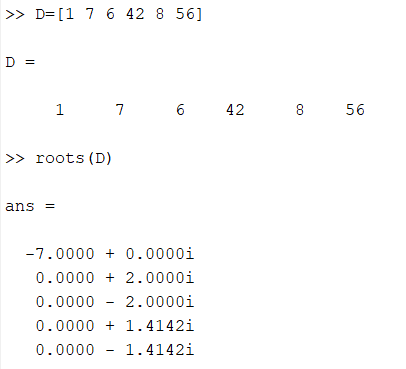 >> D=[1 7 6 42 8 56]
D =
1 7 6 42 8 56
>> roots(D)
ans =
-7.0000 + 0.0000i
0.0000 + 2.0000i
0.0000 - 2.0000i
0.0000 + 1.4142i
0.0000 - 1.4142i